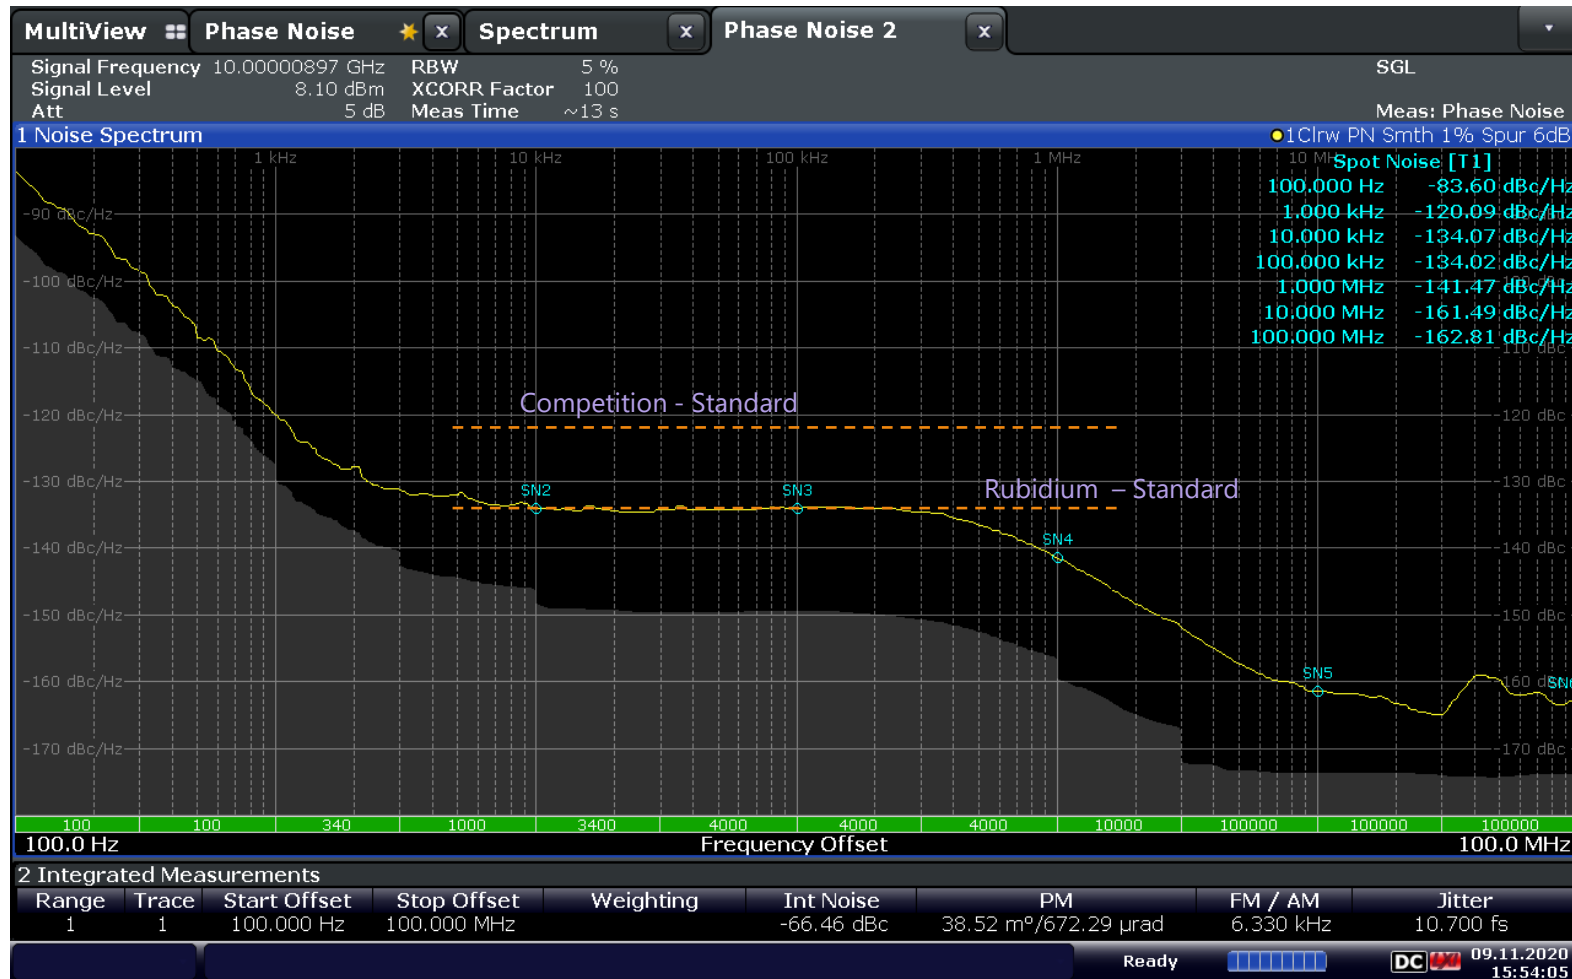 MultiView Phase Noise x Spectrum x Phase Noise 2 x
Signal Frequency 10.00000897 GHz RBW 5 % SGL
Signal Level 8.10 dBm XCORR Factor 100
Att 5 dB Meas Time ~13 s Meas: Phase Noise
1 Noise Spectrum 1Clrw PN Smth 1% Spur 6dB
1 kHz 10 kHz 100 kHz 1 MHz 10 MHz
Spot Noise [T1]
100.000 Hz -83.60 dBc/Hz
1.000 kHz -120.09 dBc/Hz
10.000 kHz -134.07 dBc/Hz
100.000 kHz -134.02 dBc/Hz
1.000 MHz -141.47 dBc/Hz
10.000 MHz -161.49 dBc/Hz
100.000 MHz -162.81 dBc/Hz
-90 dBc/Hz
-100 dBc/Hz
-110 dBc/Hz -110 dBc
Competition - Standard
-120 dBc/Hz -120 dBc
-130 dBc/Hz -130 dBc
SN2 SN3 Rubidium – Standard
SN4
-140 dBc/Hz -140 dBc
-150 dBc/Hz -150 dBc
SN5
-160 dBc/Hz -160 dBc SN6
-170 dBc/Hz -170 dBc
100 100 340 1000 3400 4000 4000 4000 10000 100000 100000 100000
100.0 Hz Frequency Offset 100.0 MHz
2 Integrated Measurements
Range Trace Start Offset Stop Offset Weighting Int Noise PM FM / AM Jitter
1 1 100.000 Hz 100.000 MHz -66.46 dBc 38.52 m°/672.29 µrad 6.330 kHz 10.700 fs
Ready DC LXI 09.11.2020
15:54:05